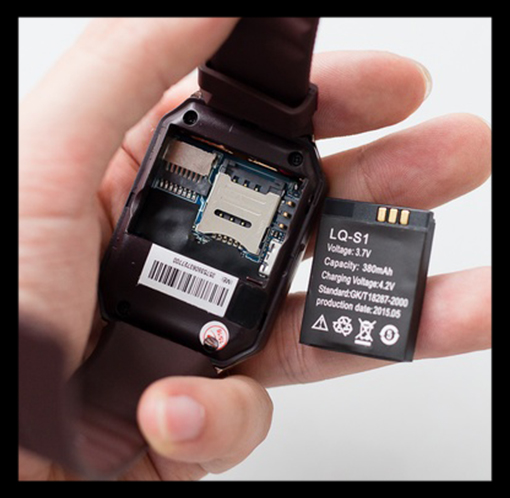 LQ-S1
Voltage: 3.7V
Capacity: 380mAh
Charging Voltage:4.2V
Standard:GK/T18287-2000
production date:2015.05